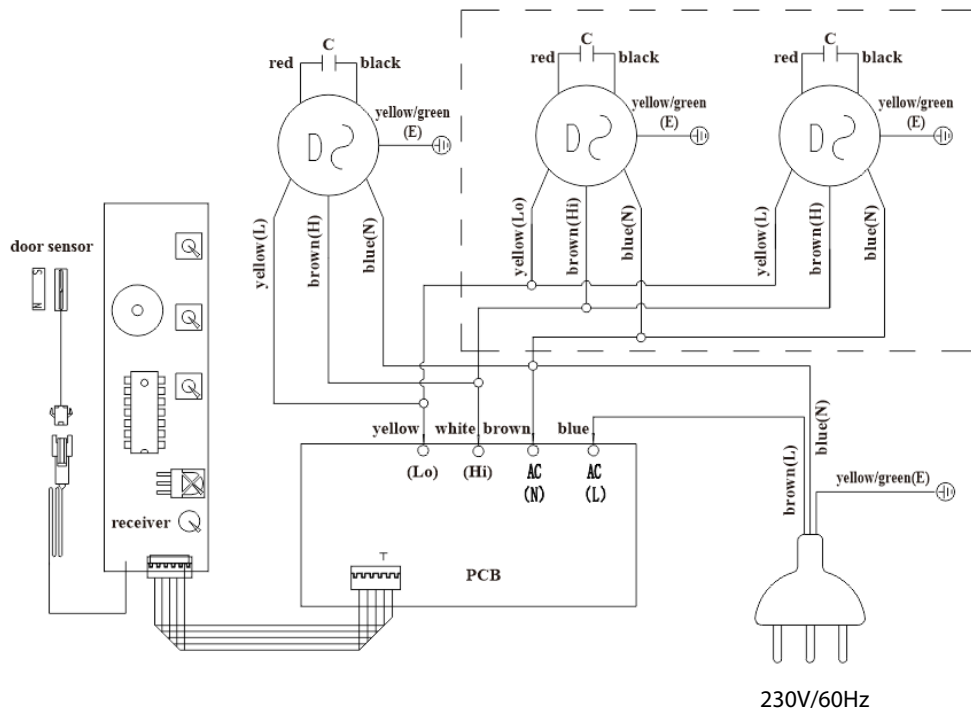 C
red
black
yellow/green
(E)
yellow(L)
brown(H)
blue(N)
C
red
black
yellow/green
(E)
yellow(Lo)
brown(Hi)
blue(N)
C
red
black
yellow/green
(E)
yellow(L)
brown(H)
blue(N)
door sensor
S
N
receiver
yellow
white
brown
blue
(Lo)
(Hi)
AC
(N)
AC
(L)
PCB
brown(L)
blue(N)
yellow/green(E)
230V/60Hz